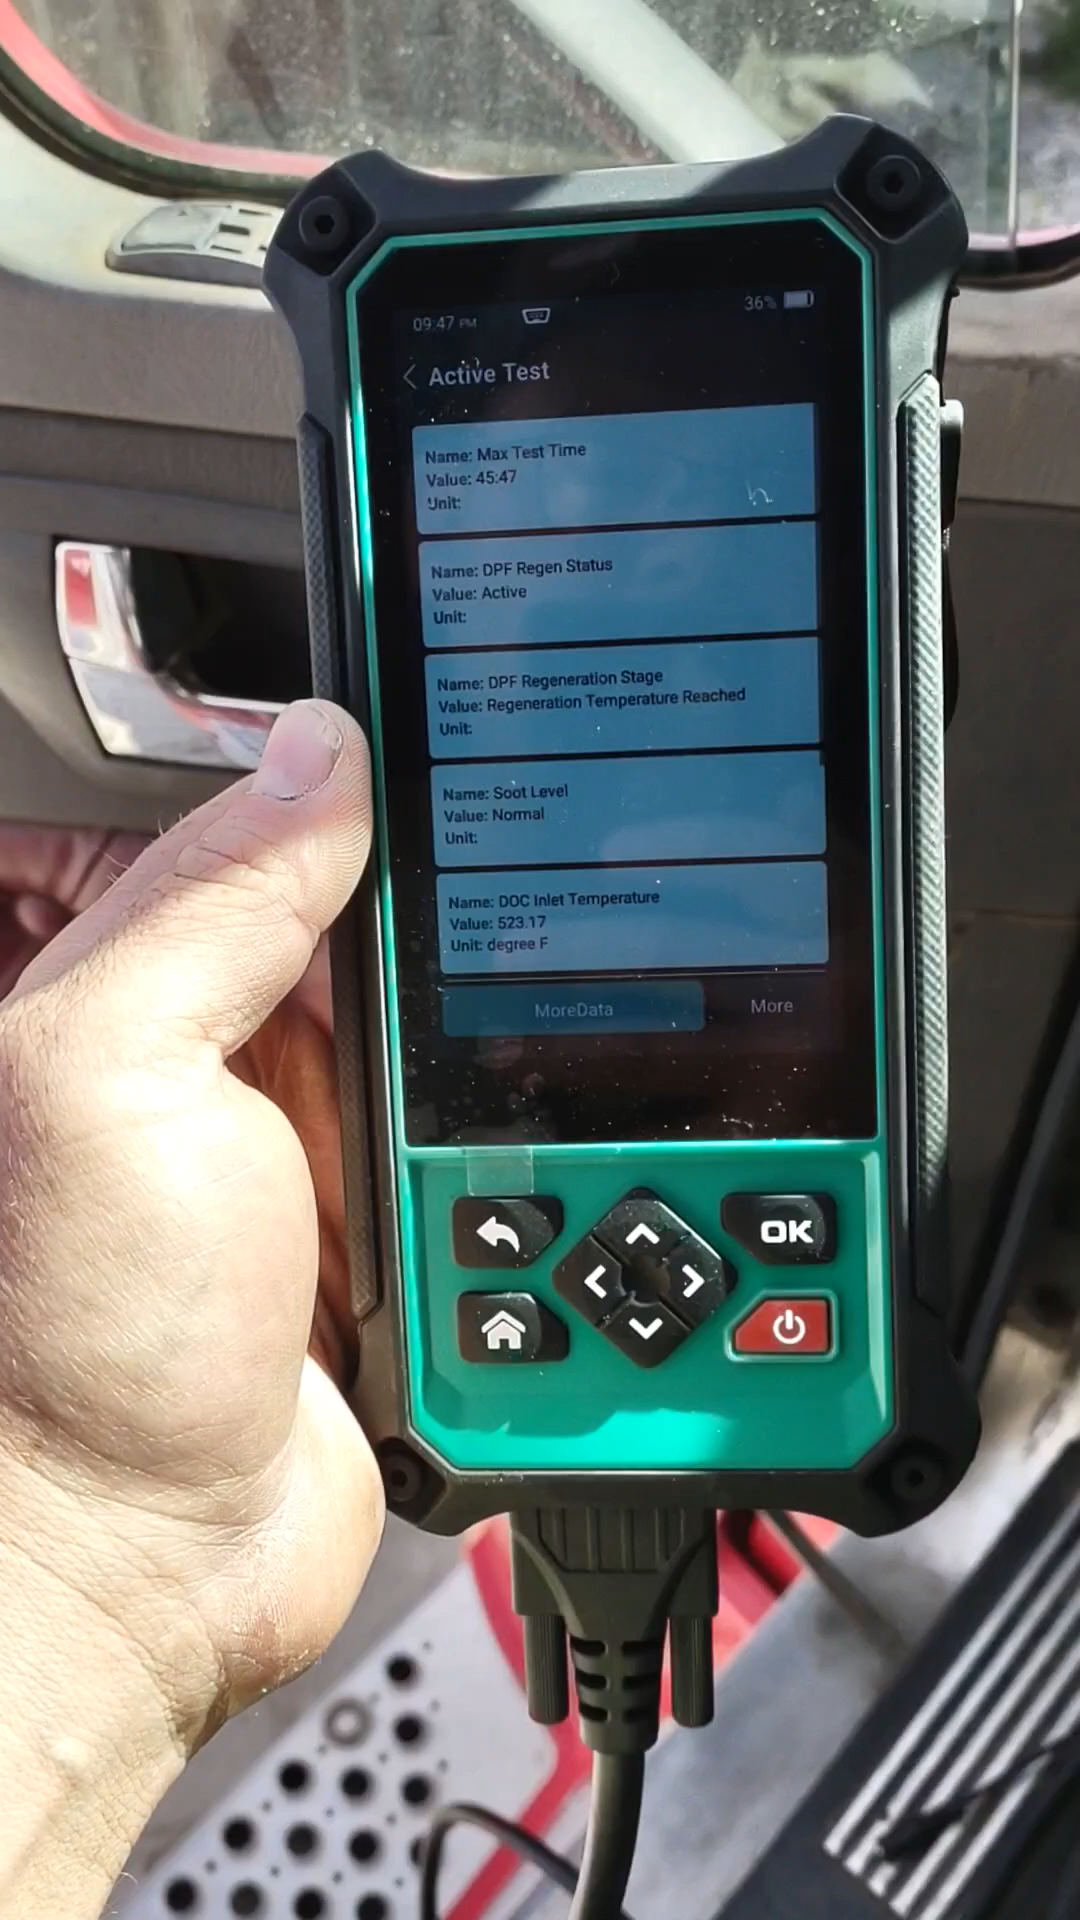 09:47 PM
36%
Active Test
Name: Max Test Time
Value: 45:47
Unit:
Name: DPF Regen Status
Value: Active
Unit:
Name: DPF Regeneration Stage
Value: Regeneration Temperature Reached
Unit:
Name: Soot Level
Value: Normal
Unit:
Name: DOC Inlet Temperature
Value: 523.17
Unit: degree F
MoreData
More
OK